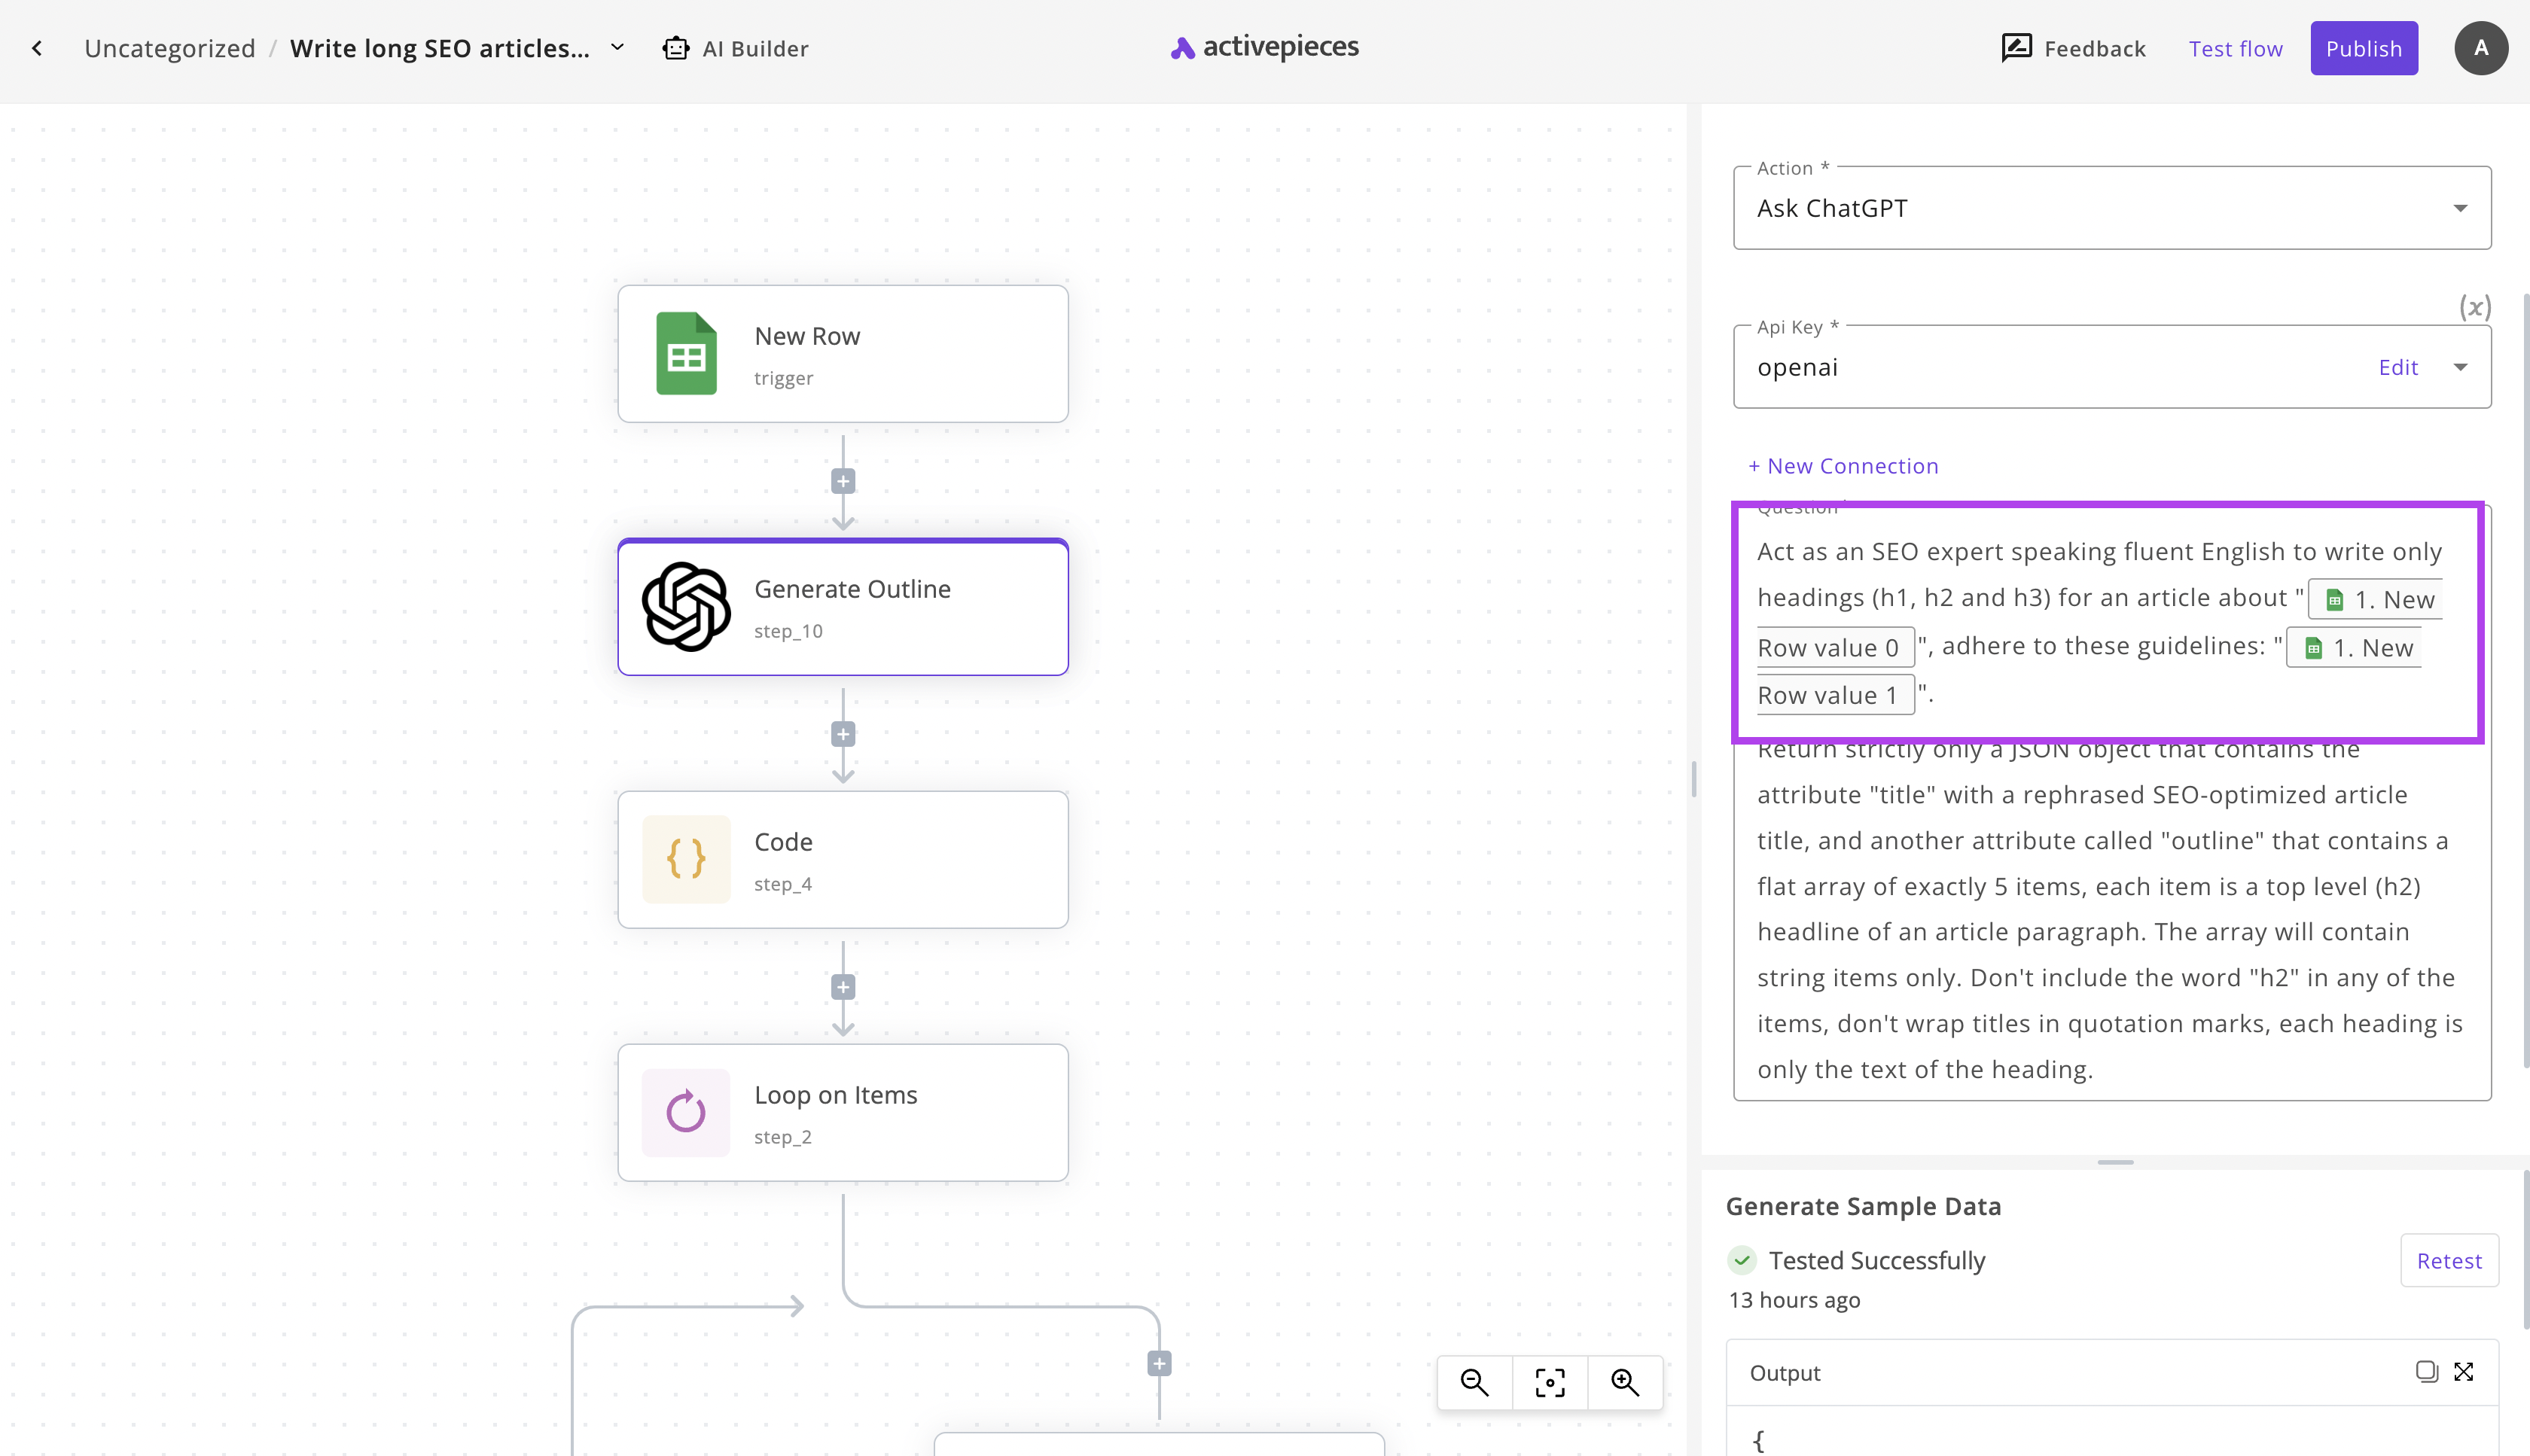 Uncategorized / Write long SEO articles...
AI Builder
activepieces
Feedback
Test flow
Publish
A
New Row
trigger
Generate Outline
step_10
Code
step_4
Loop on Items
step_2
Action *
Ask ChatGPT
(x)
Api Key *
openai
Edit
+ New Connection
Question
Act as an SEO expert speaking fluent English to write only
headings (h1, h2 and h3) for an article about " 1. New
Row value 0 ", adhere to these guidelines: " 1. New
Row value 1 ".
Return strictly only a JSON object that contains the
attribute "title" with a rephrased SEO-optimized article
title, and another attribute called "outline" that contains a
flat array of exactly 5 items, each item is a top level (h2)
headline of an article paragraph. The array will contain
string items only. Don't include the word "h2" in any of the
items, don't wrap titles in quotation marks, each heading is
only the text of the heading.
Generate Sample Data
Tested Successfully
13 hours ago
Retest
Output
{